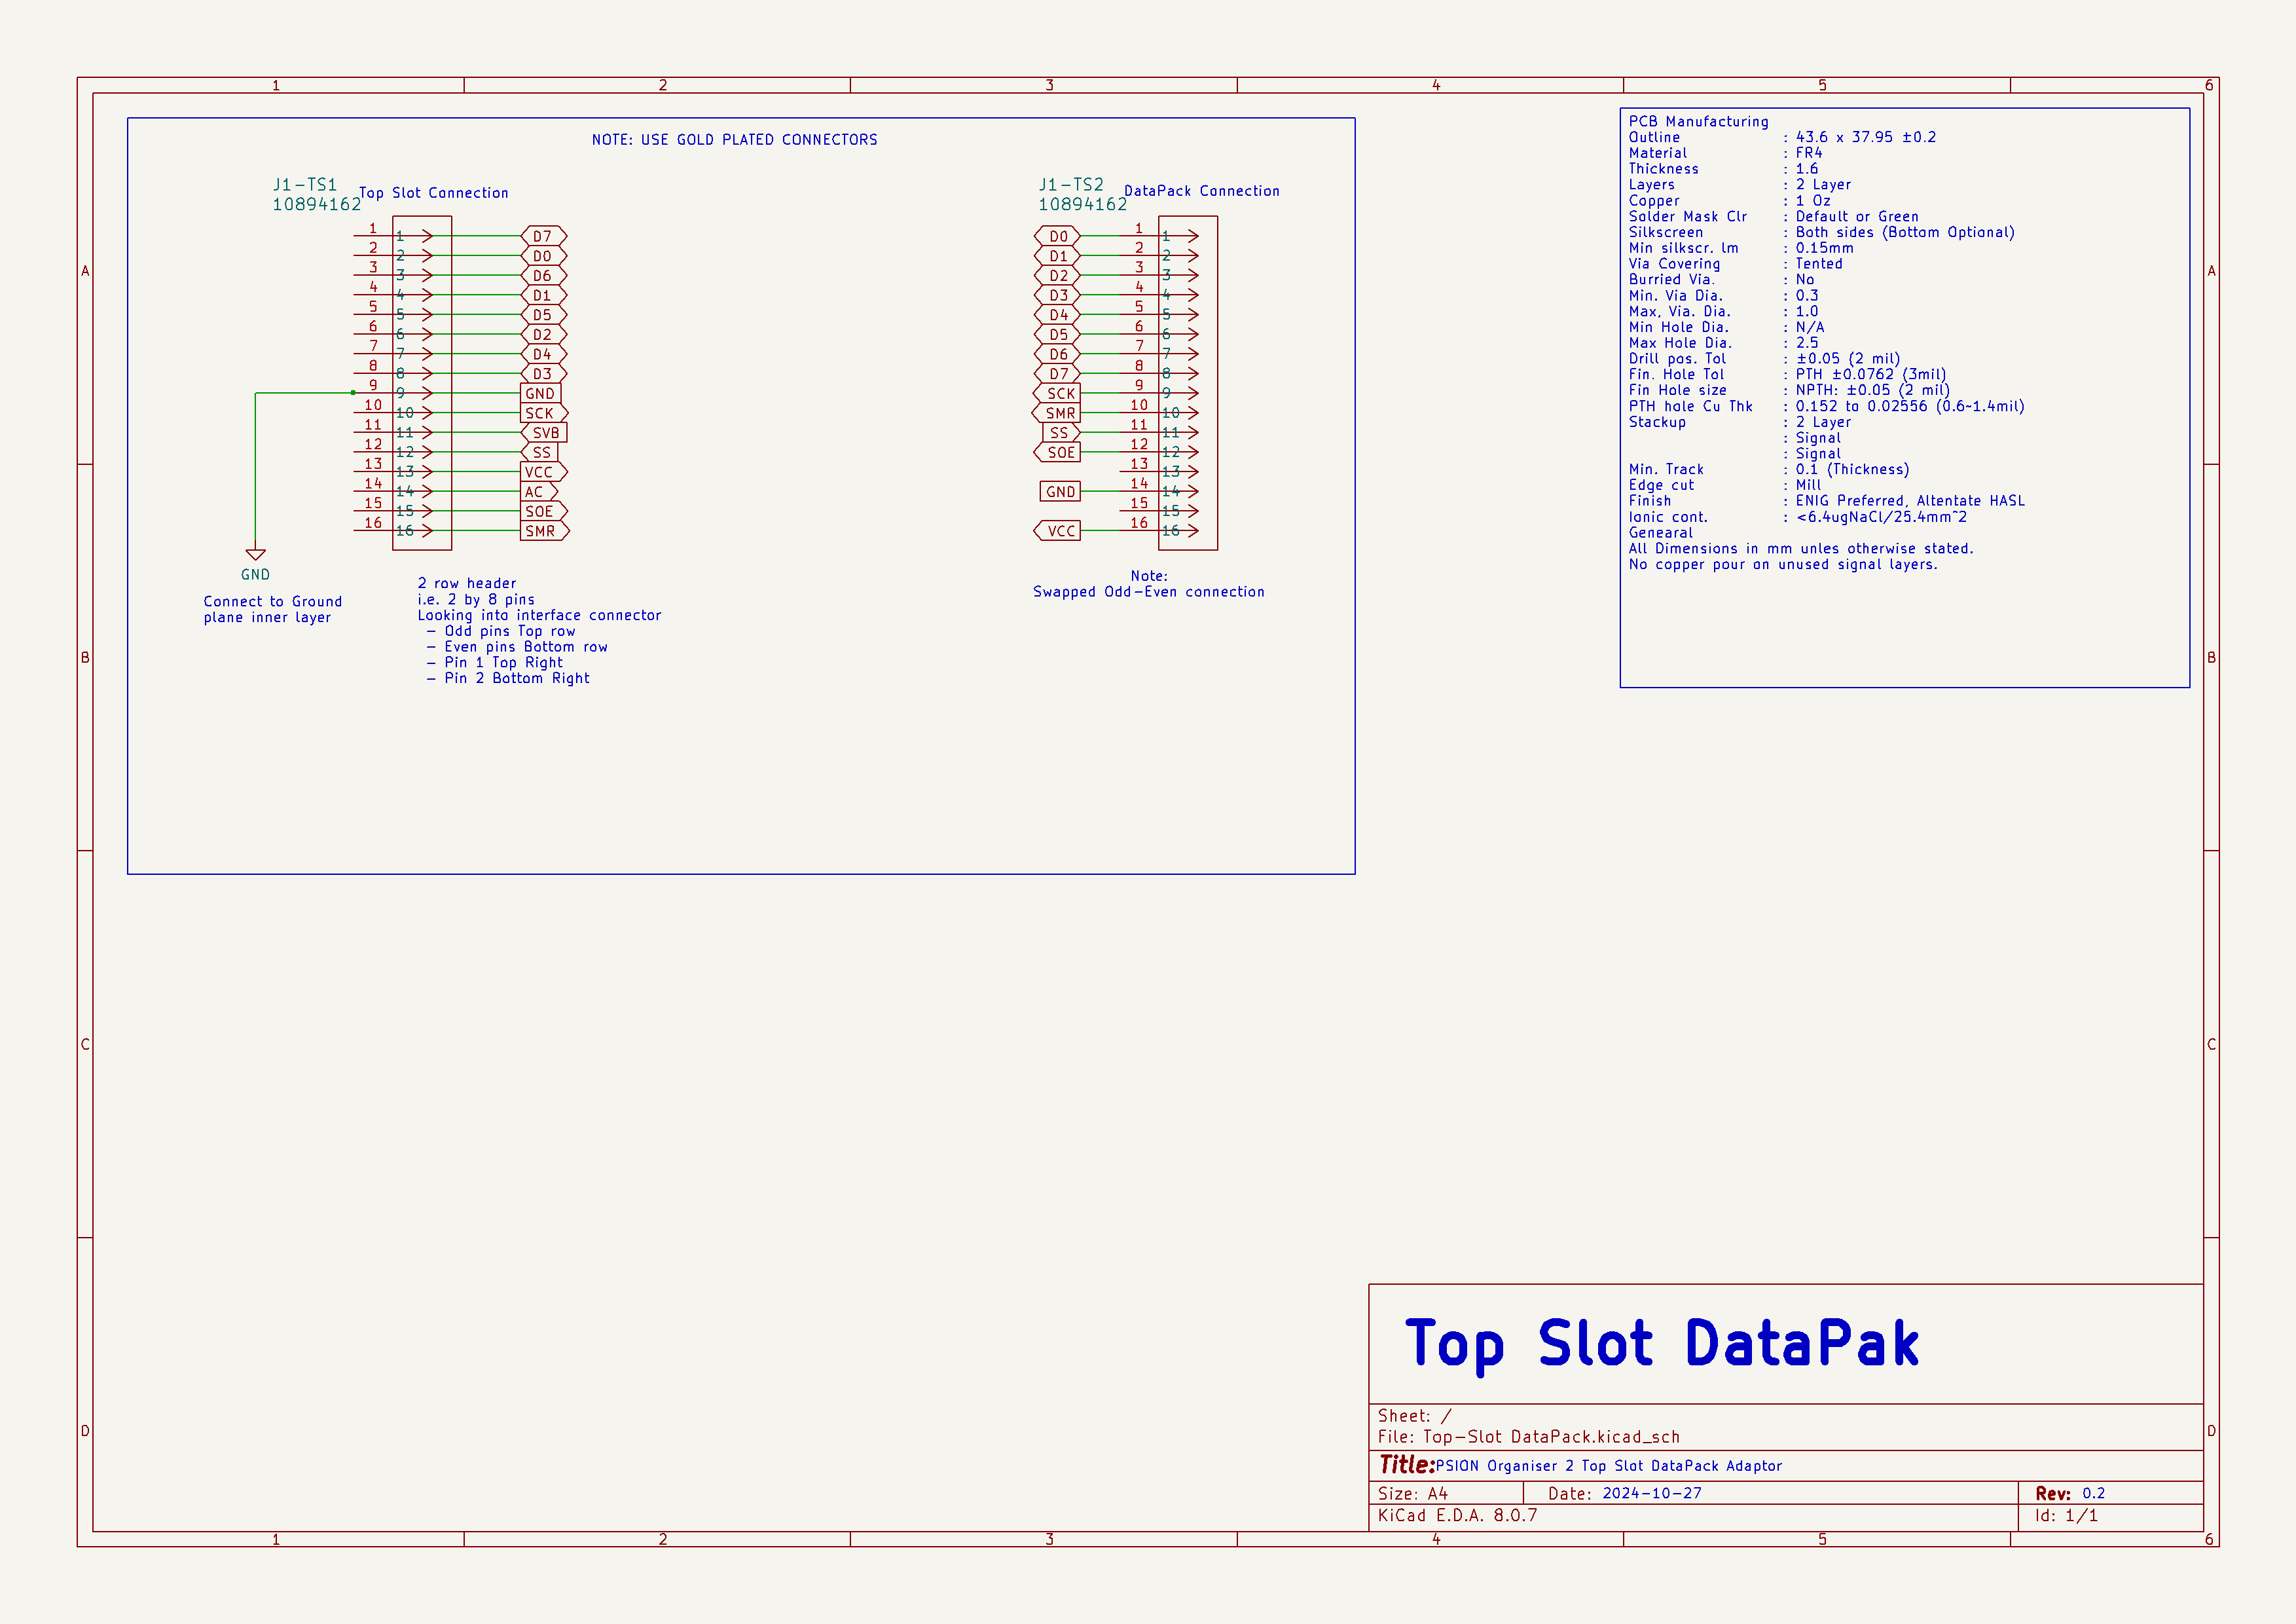 1 2 3 4 5 6
NOTE: USE GOLD PLATED CONNECTORS
J1-TS1
10894162
Top Slot Connection
1 1 D7
2 2 D0
3 3 D6
4 4 D1
5 5 D5
6 6 D2
7 7 D4
8 8 D3
9 9 GND
10 10 SCK
11 11 SVB
12 12 SS
13 13 VCC
14 14 AC
15 15 SOE
16 16 SMR
GND
Connect to Ground
plane inner layer
2 row header
i.e. 2 by 8 pins
Looking into interface connector
- Odd pins Top row
- Even pins Bottom row
- Pin 1 Top Right
- Pin 2 Bottom Right
J1-TS2
10894162
DataPack Connection
D0 1 1
D1 2 2
D2 3 3
D3 4 4
D4 5 5
D5 6 6
D6 7 7
D7 8 8
SCK 9 9
SMR 10 10
SS 11 11
SOE 12 12
13 13
GND 14 14
15 15
VCC 16 16
Note:
Swapped Odd-Even connection
PCB Manufacturing
Outline : 43.6 x 37.95 ±0.2
Material : FR4
Thickness : 1.6
Layers : 2 Layer
Copper : 1 Oz
Solder Mask Clr : Default or Green
Silkscreen : Both sides (Bottom Optional)
Min silkscr. lm : 0.15mm
Via Covering : Tented
Burried Via. : No
Min. Via Dia. : 0.3
Max, Via. Dia. : 1.0
Min Hole Dia. : N/A
Max Hole Dia. : 2.5
Drill pos. Tol : ±0.05 (2 mil)
Fin. Hole Tol : PTH ±0.0762 (3mil)
Fin Hole size : NPTH: ±0.05 (2 mil)
PTH hole Cu Thk : 0.152 to 0.02556 (0.6~1.4mil)
Stackup : 2 Layer
: Signal
: Signal
Min. Track : 0.1 (Thickness)
Edge cut : Mill
Finish : ENIG Preferred, Altentate HASL
Ionic cont. : <6.4ugNaCl/25.4mm^2
Genearal
All Dimensions in mm unles otherwise stated.
No copper pour on unused signal layers.
A A
B B
C C
D D
Top Slot DataPak
Sheet: /
File: Top-Slot DataPack.kicad_sch
Title: PSION Organiser 2 Top Slot DataPack Adaptor
Size: A4 Date: 2024-10-27 Rev: 0.2
KiCad E.D.A. 8.0.7 Id: 1/1
1 2 3 4 5 6